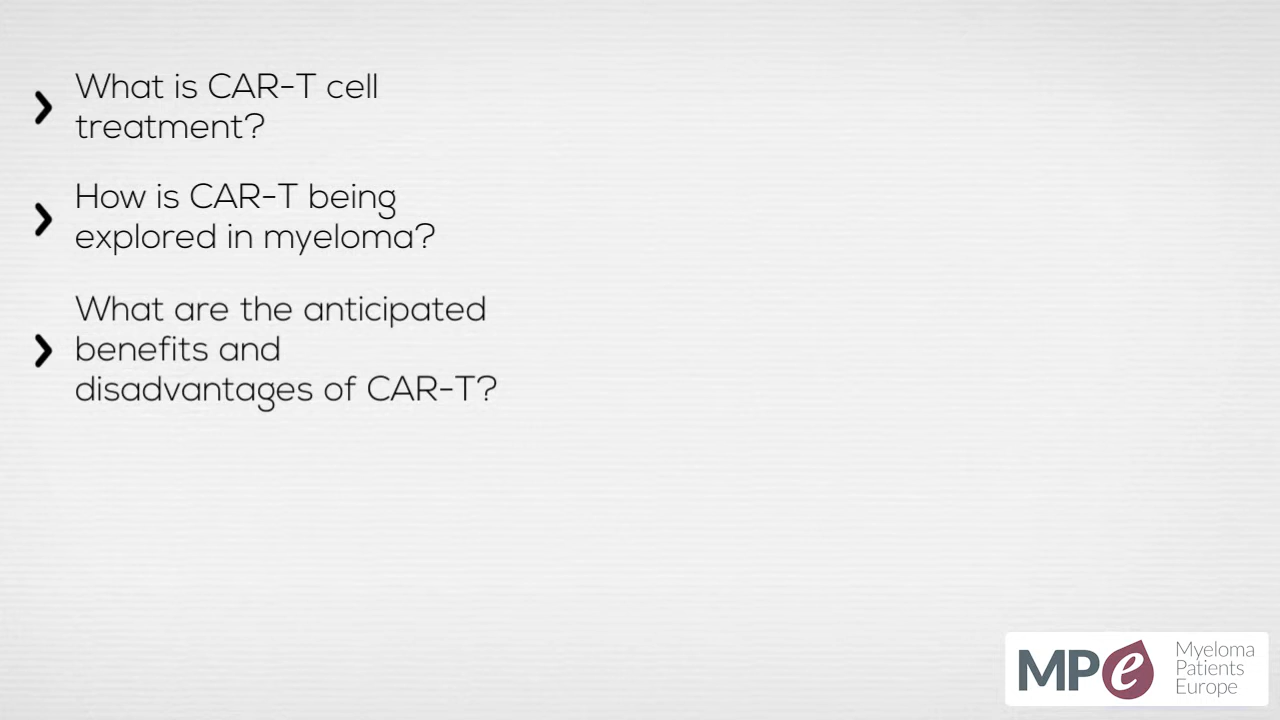 What is CAR-T cell
treatment?
How is CAR-T being
explored in myeloma?
What are the anticipated
benefits and
disadvantages of CAR-T?
MPe
Myeloma
Patients
Europe